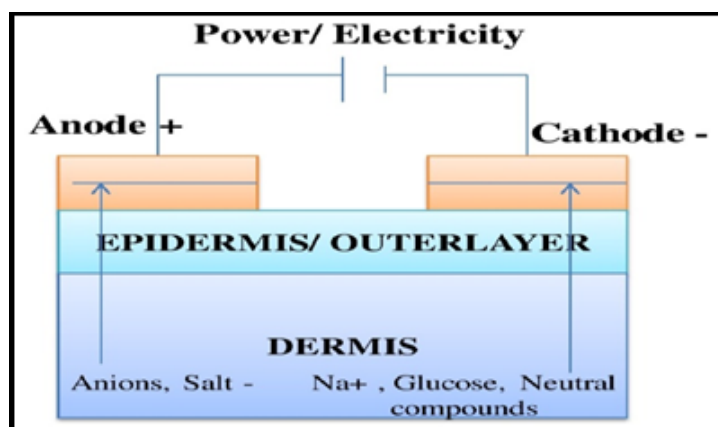 Power/ Electricity
Anode +
Cathode -
EPIDERMIS/ OUTERLAYER
DERMIS
Anions, Salt -
Na+ , Glucose, Neutral
compounds